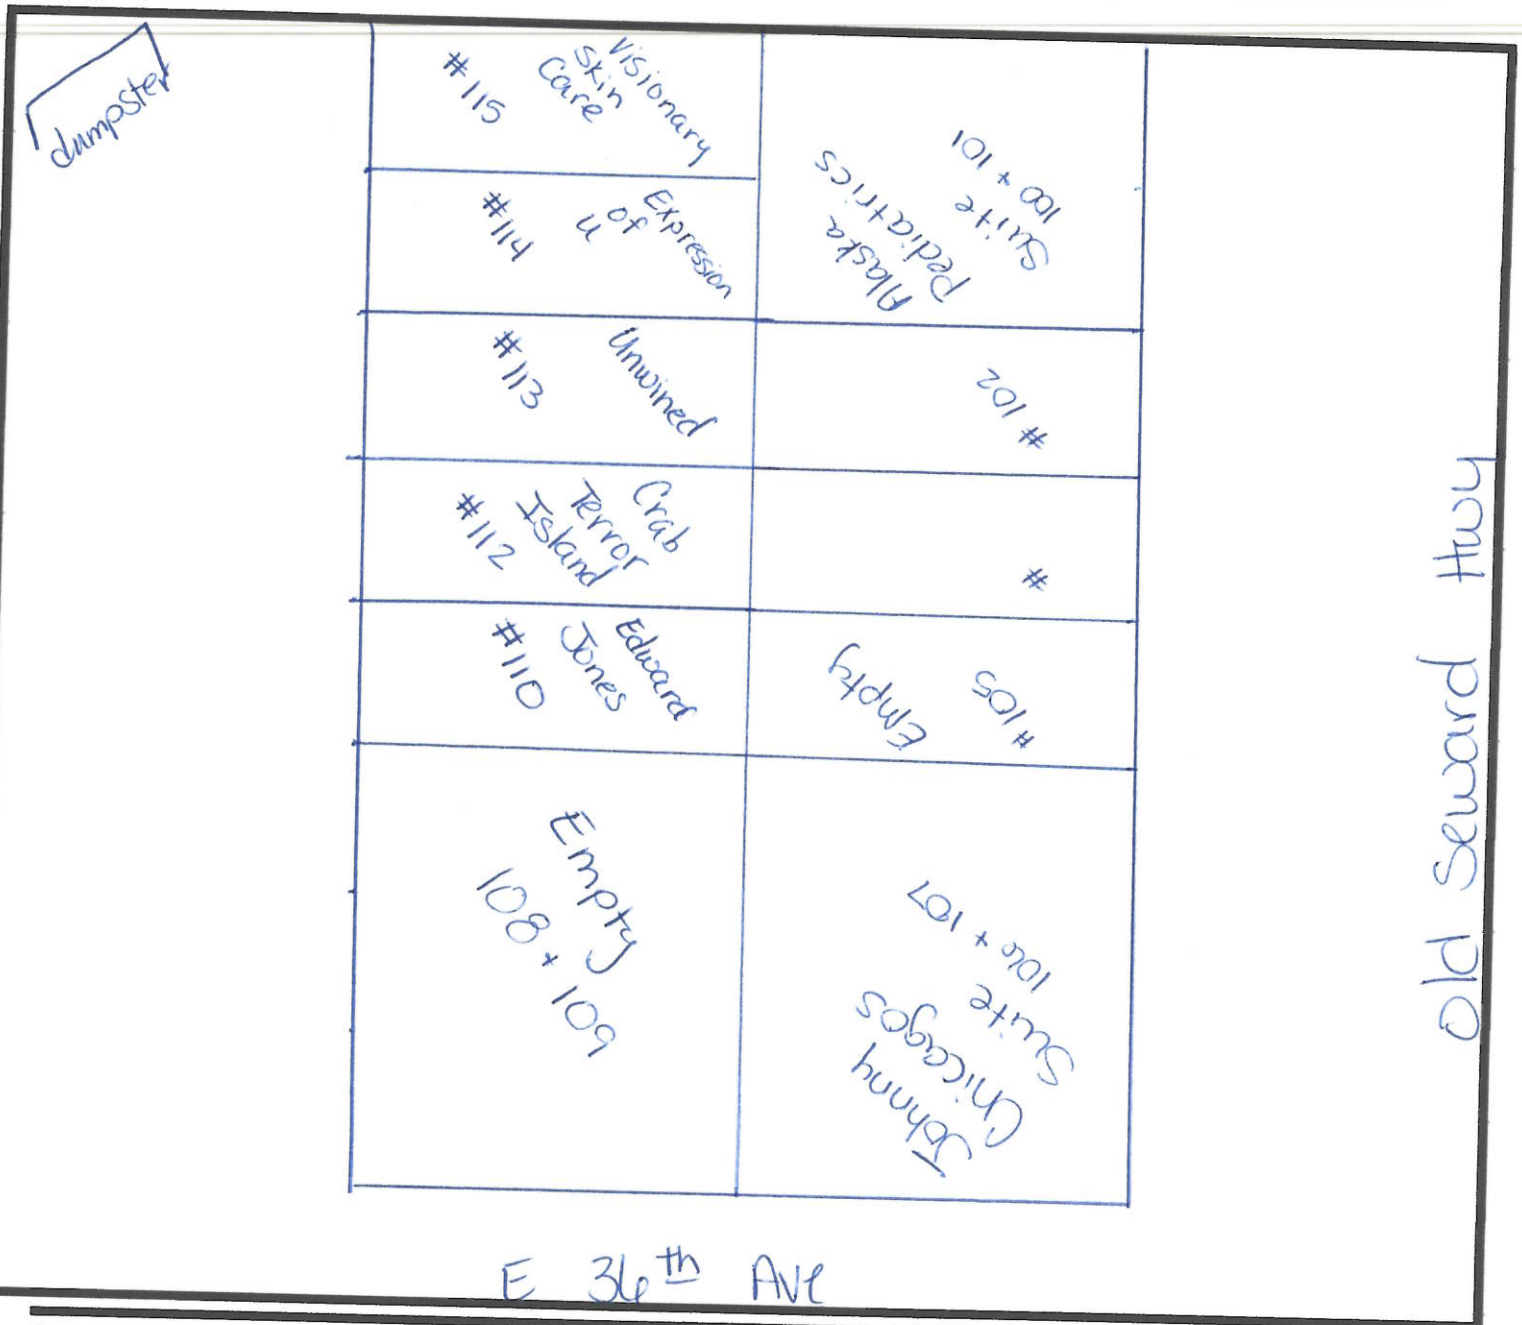 dumpster
Visionary
Skin
Care
#115
Expression
of
u
#114
Unwined
#113
Crab
Terror
Island
#112
Edward
Jones
#110
Empty
108 + 109
Alaska
Pediatrics
Suite
100 + 101
#102
#
Empty
#105
Johnny
Chicagos
Suite
106 + 107
Old Seward Hwy
E 36th Ave